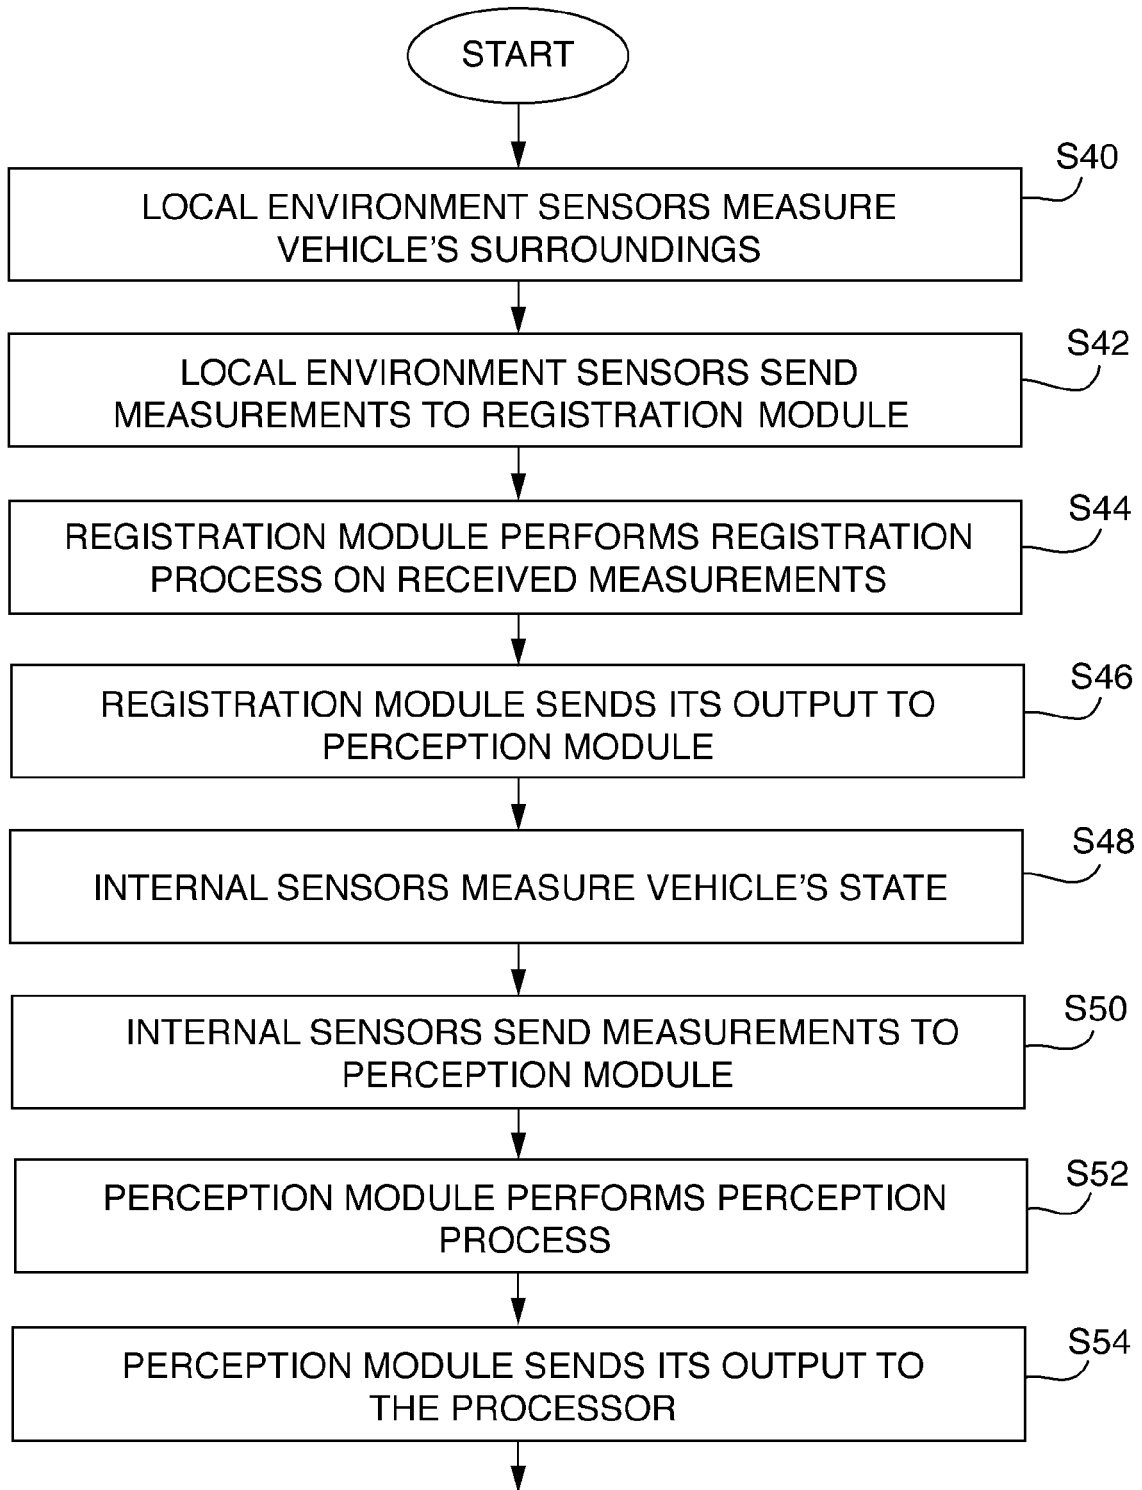 START
S40
LOCAL ENVIRONMENT SENSORS MEASURE
VEHICLE'S SURROUNDINGS
S42
LOCAL ENVIRONMENT SENSORS SEND
MEASUREMENTS TO REGISTRATION MODULE
S44
REGISTRATION MODULE PERFORMS REGISTRATION
PROCESS ON RECEIVED MEASUREMENTS
S46
REGISTRATION MODULE SENDS ITS OUTPUT TO
PERCEPTION MODULE
S48
INTERNAL SENSORS MEASURE VEHICLE'S STATE
S50
INTERNAL SENSORS SEND MEASUREMENTS TO
PERCEPTION MODULE
S52
PERCEPTION MODULE PERFORMS PERCEPTION
PROCESS
S54
PERCEPTION MODULE SENDS ITS OUTPUT TO
THE PROCESSOR